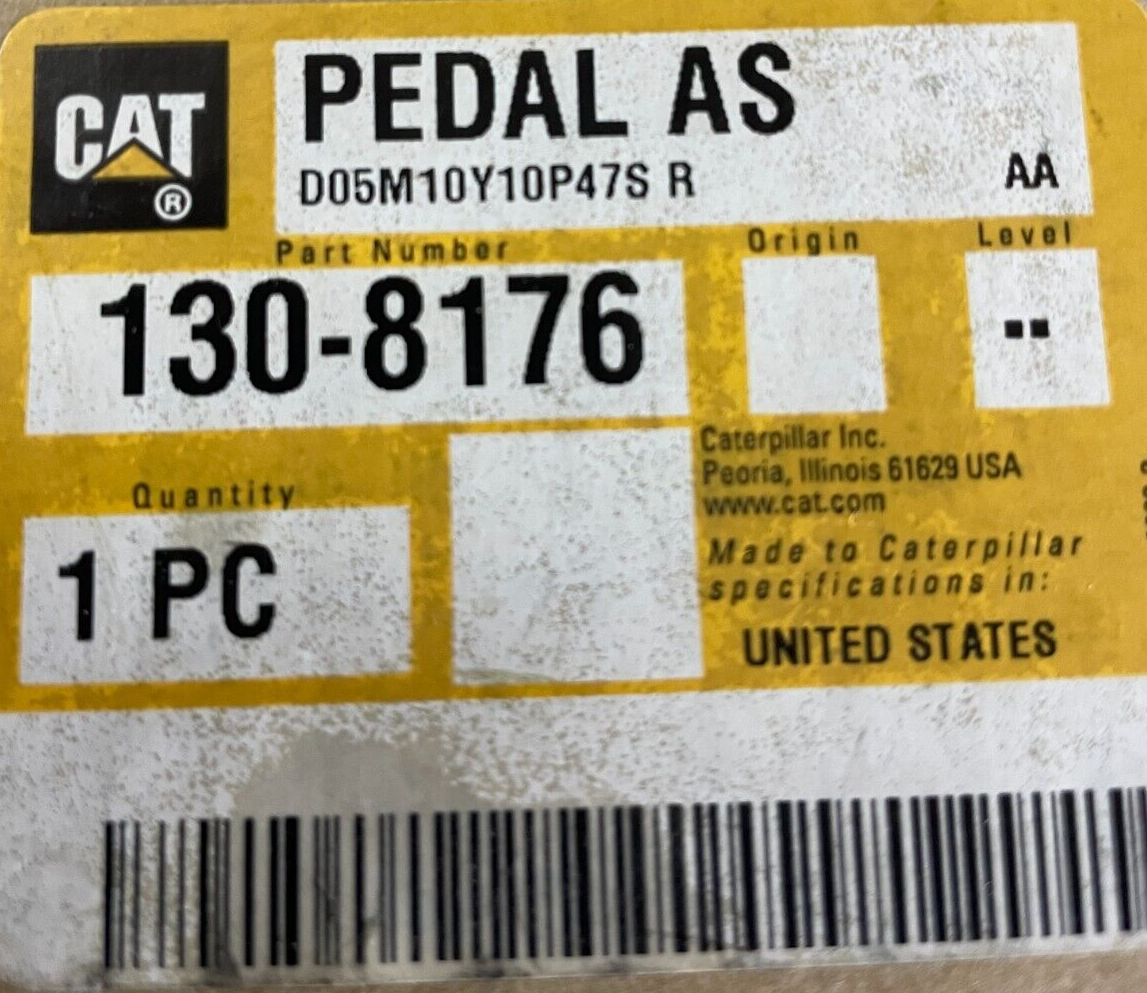 CAT
®
PEDAL AS
D05M10Y10P47S R AA
Part Number
Origin
Level
130-8176
--
Quantity
1 PC
Caterpillar Inc.
Peoria, Illinois 61629 USA
www.cat.com
Made to Caterpillar
specifications in:
UNITED STATES